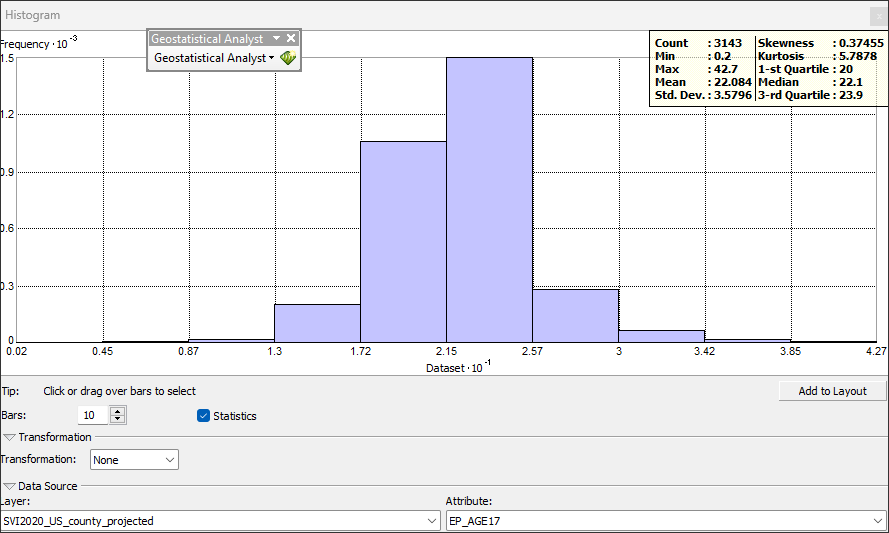 Histogram
Frequency · 10 -3
Geostatistical Analyst
Geostatistical Analyst
Count : 3143 Skewness : 0.37455
Min : 0.2 Kurtosis : 5.7878
Max : 42.7 1-st Quartile : 20
Mean : 22.084 Median : 22.1
Std. Dev. : 3.5796 3-rd Quartile : 23.9
1.5
1.2
0.9
0.6
0.3
0
0.02 0.45 0.87 1.3 1.72 2.15 2.57 3 3.42 3.85 4.27
Dataset · 10 -1
Tip: Click or drag over bars to select
Add to Layout
Bars: 10 Statistics
Transformation
Transformation: None
Data Source
Layer: Attribute:
SVI2020_US_county_projected EP_AGE17